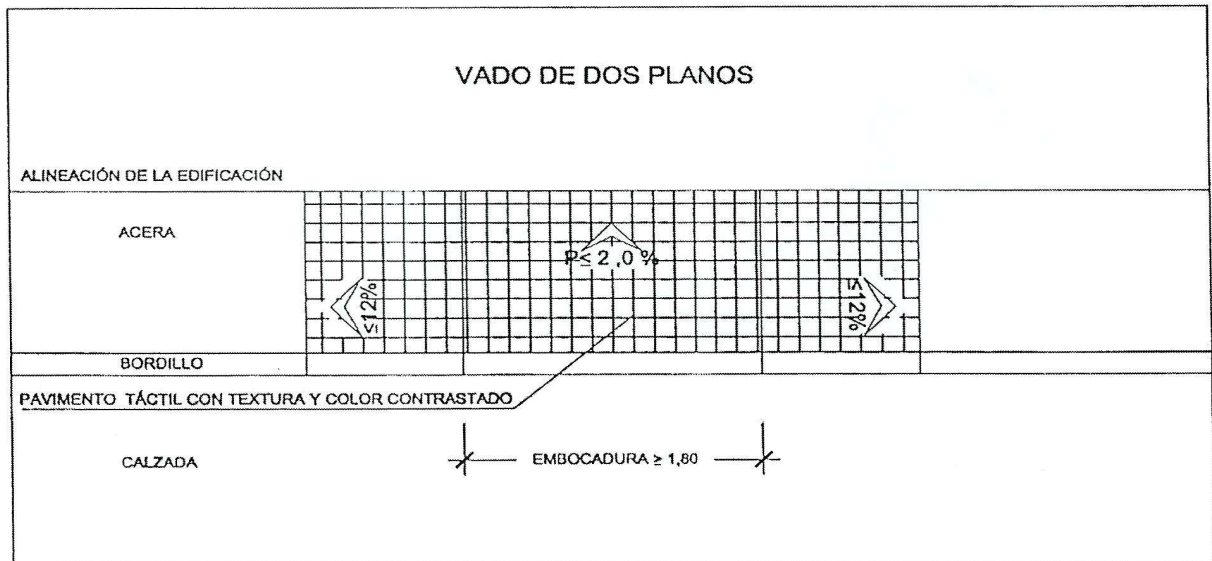 VADO DE DOS PLANOS
ALINEACIÓN DE LA EDIFICACIÓN
ACERA
P≤ 2 ,0 %
≤12%
≤12%
BORDILLO
PAVIMENTO TÁCTIL CON TEXTURA Y COLOR CONTRASTADO
CALZADA
EMBOCADURA ≥ 1,80